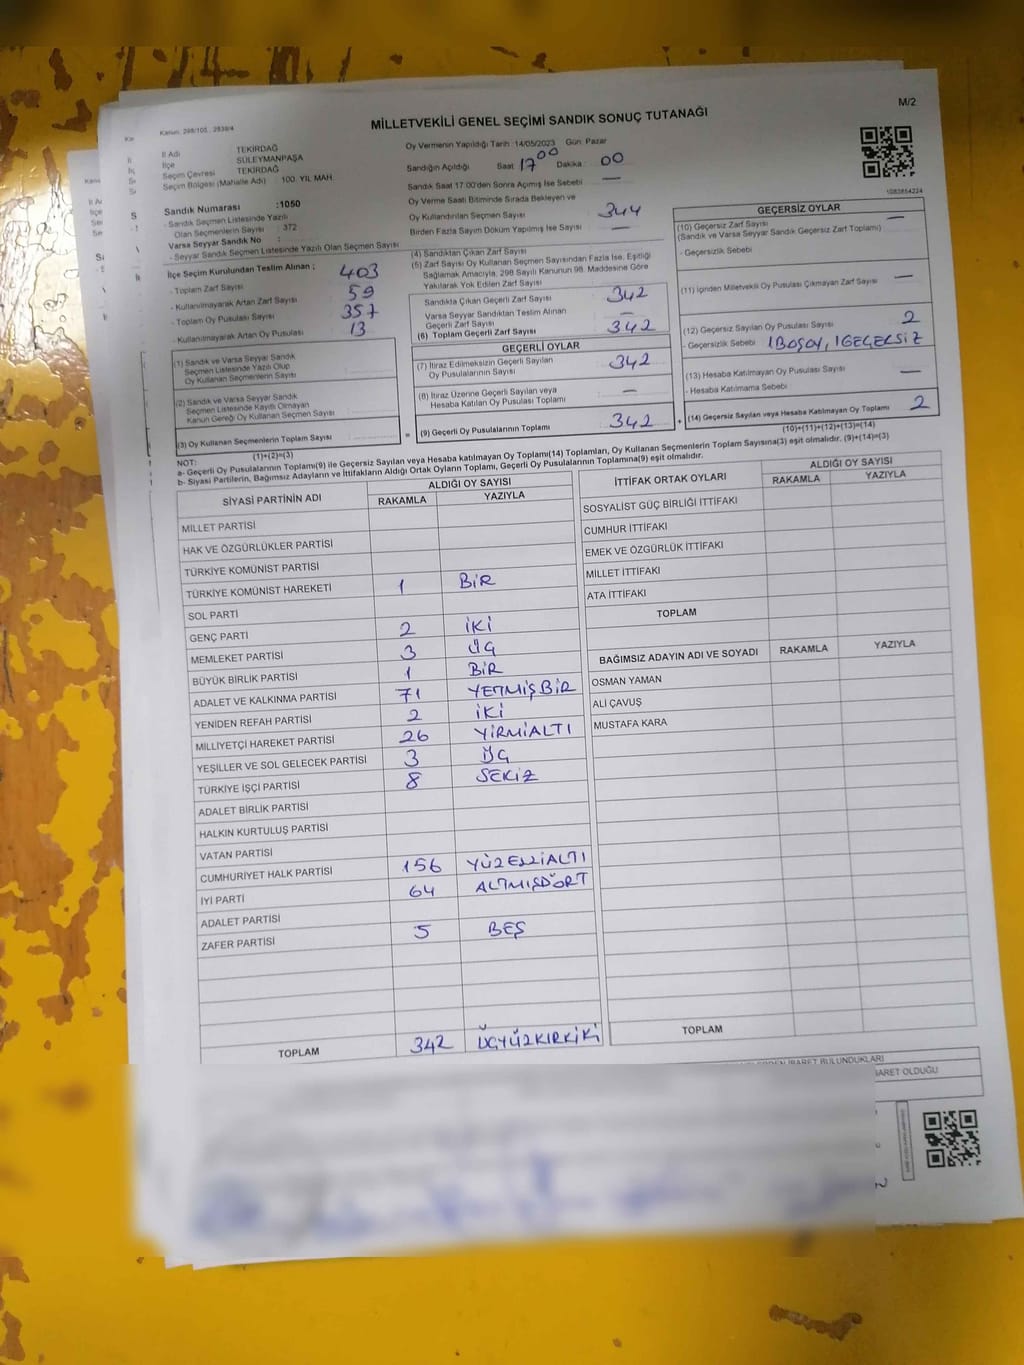 M/2
Kanun: 298/105 , 2839/4
MİLLETVEKİLİ GENEL SEÇİMİ SANDIK SONUÇ TUTANAĞI
İl Adı TEKİRDAĞ
İlçe SÜLEYMANPAŞA
Seçim Çevresi TEKİRDAĞ
Seçim Bölgesi (Mahalle Adı) : 100. YIL MAH.
Sandık Numarası :1050
- Sandık Seçmen Listesinde Yazılı
Olan Seçmenlerin Sayısı : 372
Varsa Seyyar Sandık No :
- Seyyar Sandık Seçmen Listesinde Yazılı Olan Seçmen Sayısı
Oy Vermenin Yapıldığı Tarih :14/05/2023 Gün: Pazar
Sandığın Açıldığı Saat 17 00 Dakika : 00
Sandık Saat 17:00'den Sonra Açılmış İse Sebebi —
Oy Verme Saati Bitiminde Sırada Bekleyen ve
Oy Kullandırılan Seçmen Sayısı 344
Birden Fazla Sayım Döküm Yapılmış İse Sayısı —
1083854224
İlçe Seçim Kurulundan Teslim Alınan ;
- Toplam Zarf Sayısı 403
- Kullanılmayarak Artan Zarf Sayısı 59
- Toplam Oy Pusulası Sayısı 357
- Kullanılmayarak Artan Oy Pusulası 13
(1) Sandık ve Varsa Seyyar Sandık
Seçmen Listesinde Yazılı Olup
Oy Kullanan Seçmenlerin Sayısı
(2) Sandık ve Varsa Seyyar Sandık
Seçmen Listesinde Kayıtlı Olmayan
Kanun Gereği Oy Kullanan Seçmen Sayısı
(3) Oy Kullanan Seçmenlerin Toplam Sayısı
(1)+(2)=(3)
(4) Sandıktan Çıkan Zarf Sayısı
(5) Zarf Sayısı Oy Kullanan Seçmen Sayısından Fazla İse, Eşitliği
Sağlamak Amacıyla, 298 Sayılı Kanunun 98. Maddesine Göre
Yakılarak Yok Edilen Zarf Sayısı
Sandıkta Çıkan Geçerli Zarf Sayısı 342
Varsa Seyyar Sandıktan Teslim Alınan
Geçerli Zarf Sayısı —
(6) Toplam Geçerli Zarf Sayısı 342
GEÇERLİ OYLAR
(7) İtiraz Edilmeksizin Geçerli Sayılan
Oy Pusulalarının Sayısı 342
(8) İtiraz Üzerine Geçerli Sayılan veya
Hesaba Katılan Oy Pusulası Toplamı —
= (9) Geçerli Oy Pusulalarının Toplamı 342 +
GEÇERSİZ OYLAR
(10) Geçersiz Zarf Sayısı —
(Sandık ve Varsa Seyyar Sandık Geçersiz Zarf Toplamı)
- Geçersizlik Sebebi
(11) İçinden Milletvekili Oy Pusulası Çıkmayan Zarf Sayısı —
(12) Geçersiz Sayılan Oy Pusulası Sayısı 2
- Geçersizlik Sebebi 1BOŞOY, 1GEÇERSİZ
(13) Hesaba Katılmayan Oy Pusulası Sayısı —
- Hesaba Katılmama Sebebi
(14) Geçersiz Sayılan veya Hesaba Katılmayan Oy Toplamı 2
(10)+(11)+(12)+(13)=(14)
NOT:
a- Geçerli Oy Pusulalarının Toplamı(9) ile Geçersiz Sayılan veya Hesaba katılmayan Oy Toplamı(14) Toplamları, Oy Kullanan Seçmenlerin Toplam Sayısına(3) eşit olmalıdır. (9)+(14)=(3)
b- Siyasi Partilerin, Bağımsız Adayların ve İttifakların Aldığı Ortak Oyların Toplamı, Geçerli Oy Pusulalarının Toplamına(9) eşit olmalıdır.
SİYASİ PARTİNİN ADI ALDIĞI OY SAYISI
RAKAMLA YAZIYLA
MİLLET PARTİSİ
HAK VE ÖZGÜRLÜKLER PARTİSİ
TÜRKİYE KOMÜNİST PARTİSİ
TÜRKİYE KOMÜNİST HAREKETİ 1 BİR
SOL PARTİ
GENÇ PARTİ 2 İKİ
MEMLEKET PARTİSİ 3 ÜÇ
BÜYÜK BİRLİK PARTİSİ 1 BİR
ADALET VE KALKINMA PARTİSİ 71 YETMİŞBİR
YENİDEN REFAH PARTİSİ 2 İKİ
MİLLİYETÇİ HAREKET PARTİSİ 26 YİRMİALTI
YEŞİLLER VE SOL GELECEK PARTİSİ 3 ÜÇ
TÜRKİYE İŞÇİ PARTİSİ 8 SEKİZ
ADALET BİRLİK PARTİSİ
HALKIN KURTULUŞ PARTİSİ
VATAN PARTİSİ
CUMHURİYET HALK PARTİSİ 156 YÜZELLİALTI
İYİ PARTİ 64 ALTMIŞDÖRT
ADALET PARTİSİ
ZAFER PARTİSİ 5 BEŞ
TOPLAM 342 ÜÇYÜZKIRKİKİ
İTTİFAK ORTAK OYLARI ALDIĞI OY SAYISI
RAKAMLA YAZIYLA
SOSYALİST GÜÇ BİRLİĞİ İTTİFAKI
CUMHUR İTTİFAKI
EMEK VE ÖZGÜRLÜK İTTİFAKI
MİLLET İTTİFAKI
ATA İTTİFAKI
TOPLAM
BAĞIMSIZ ADAYIN ADI VE SOYADI RAKAMLA YAZIYLA
OSMAN YAMAN
ALİ ÇAVUŞ
MUSTAFA KARA
TOPLAM
BULUNDUKLARI
OLDUĞU